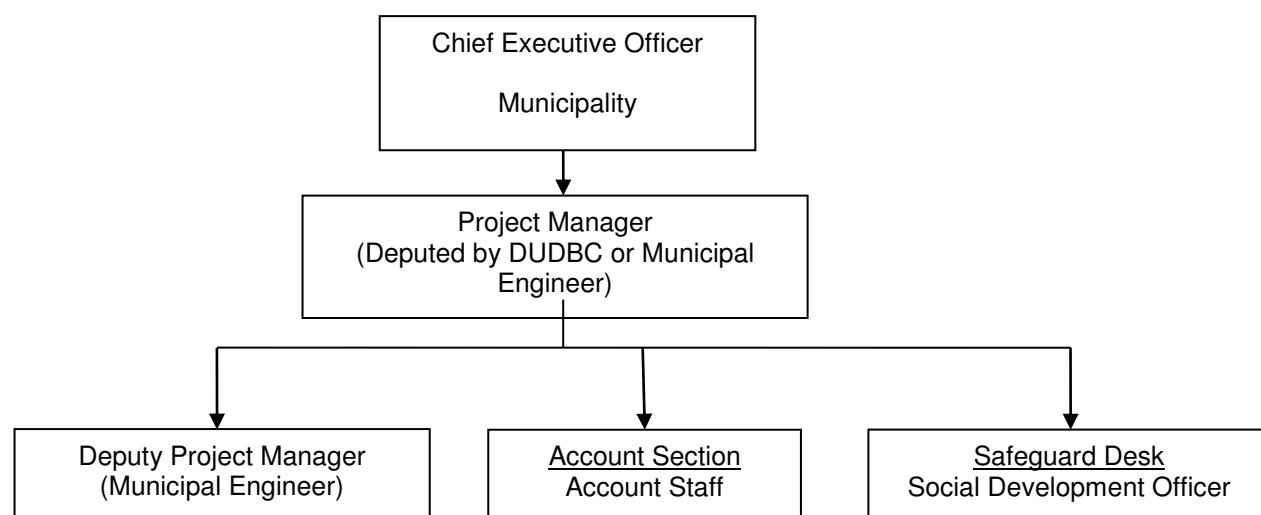 Chief Executive Officer
Municipality
Project Manager
(Deputed by DUDBC or Municipal
Engineer)
Deputy Project Manager
(Municipal Engineer)
Account Section
Account Staff
Safeguard Desk
Social Development Officer